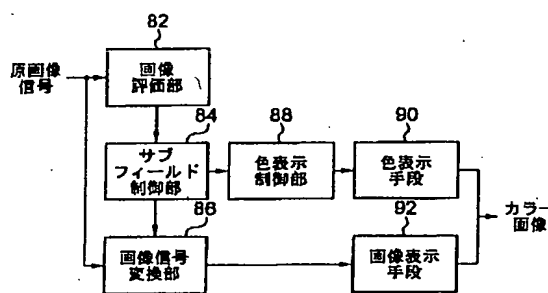 82
原画像
信号
画像
評価部
84
88
90
サブ
フィールド
制御部
色表示
制御部
色表示
手段
86
92
カラー
画像
画像信号
変換部
画像表示
手段